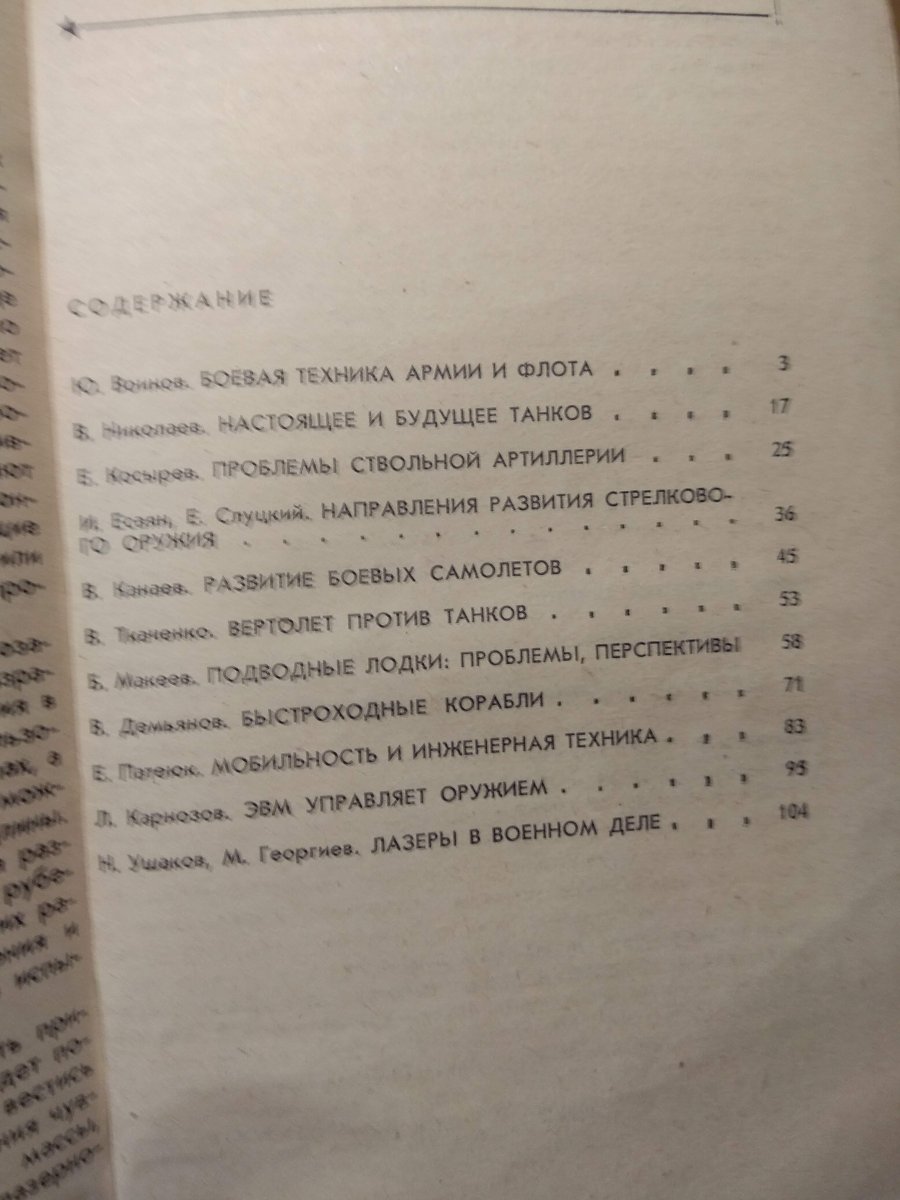 СОДЕРЖАНИЕ
Ю. Воинов. БОЕВАЯ ТЕХНИКА АРМИИ И ФЛОТА . . . . 3
В. Николаев. НАСТОЯЩЕЕ И БУДУЩЕЕ ТАНКОВ . . . . 17
Е. Косырев. ПРОБЛЕМЫ СТВОЛЬНОЙ АРТИЛЛЕРИИ . . . 25
И. Есаян, Е. Слуцкий. НАПРАВЛЕНИЯ РАЗВИТИЯ СТРЕЛКОВО-
ГО ОРУЖИЯ . . . . . . . . . . . . . . 36
В. Канаев. РАЗВИТИЕ БОЕВЫХ САМОЛЕТОВ . . . . . 45
В. Ткаченко. ВЕРТОЛЕТ ПРОТИВ ТАНКОВ . . . . . . 53
Б. Макеев. ПОДВОДНЫЕ ЛОДКИ: ПРОБЛЕМЫ, ПЕРСПЕКТИВЫ 58
В. Демьянов. БЫСТРОХОДНЫЕ КОРАБЛИ . . . . . . 71
Е. Патеюк. МОБИЛЬНОСТЬ И ИНЖЕНЕРНАЯ ТЕХНИКА . . . 83
Л. Карнозов. ЭВМ УПРАВЛЯЕТ ОРУЖИЕМ . . . . . . 95
Н. Ушаков, М. Георгиев. ЛАЗЕРЫ В ВОЕННОМ ДЕЛЕ . . . 104